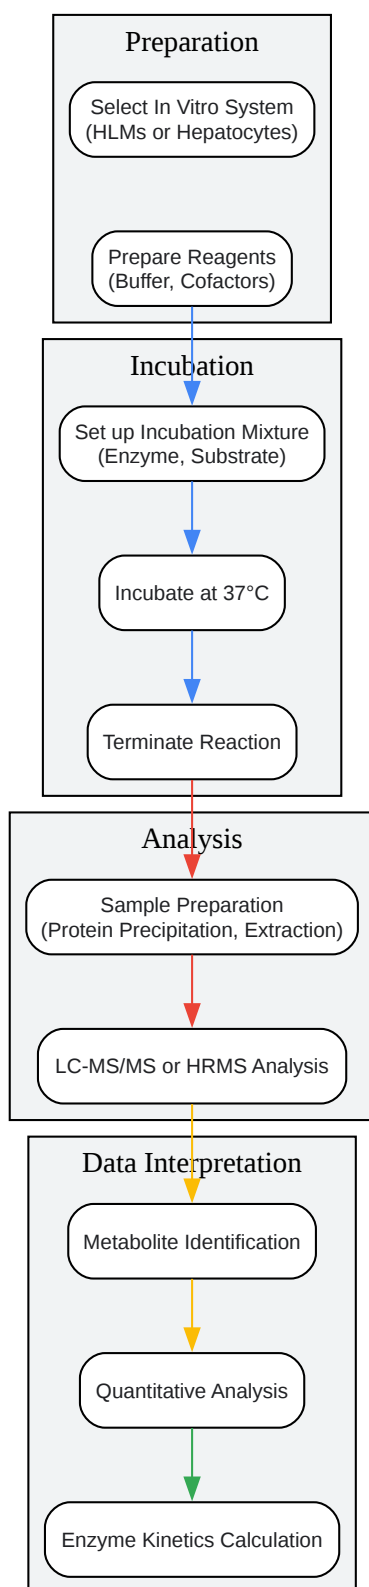 Preparation
Select In Vitro System
(HLMs or Hepatocytes)
Prepare Reagents
(Buffer, Cofactors)
Incubation
Set up Incubation Mixture
(Enzyme, Substrate)
Incubate at 37°C
Terminate Reaction
Analysis
Sample Preparation
(Protein Precipitation, Extraction)
LC-MS/MS or HRMS Analysis
Data Interpretation
Metabolite Identification
Quantitative Analysis
Enzyme Kinetics Calculation